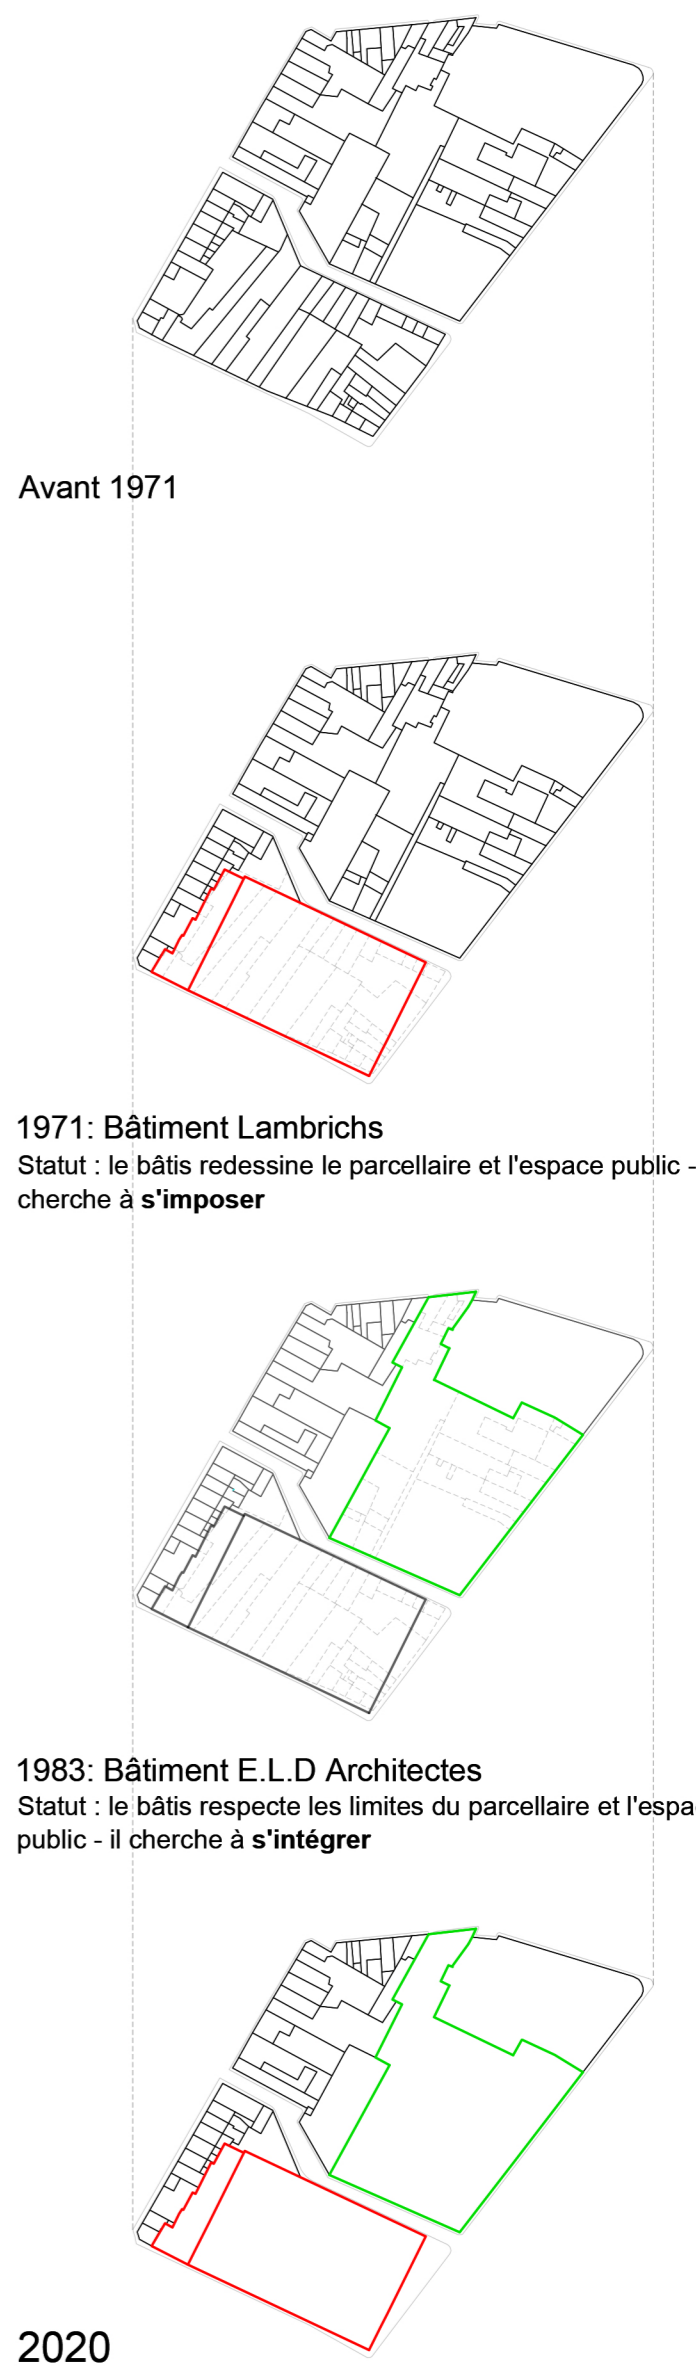 Avant 1971
1971: Bâtiment Lambrichs
Statut : le bâtis redessine le parcellaire et l'espace public -
cherche à s'imposer
1983: Bâtiment E.L.D Architectes
Statut : le bâtis respecte les limites du parcellaire et
public - il cherche à s'intégrer
2020